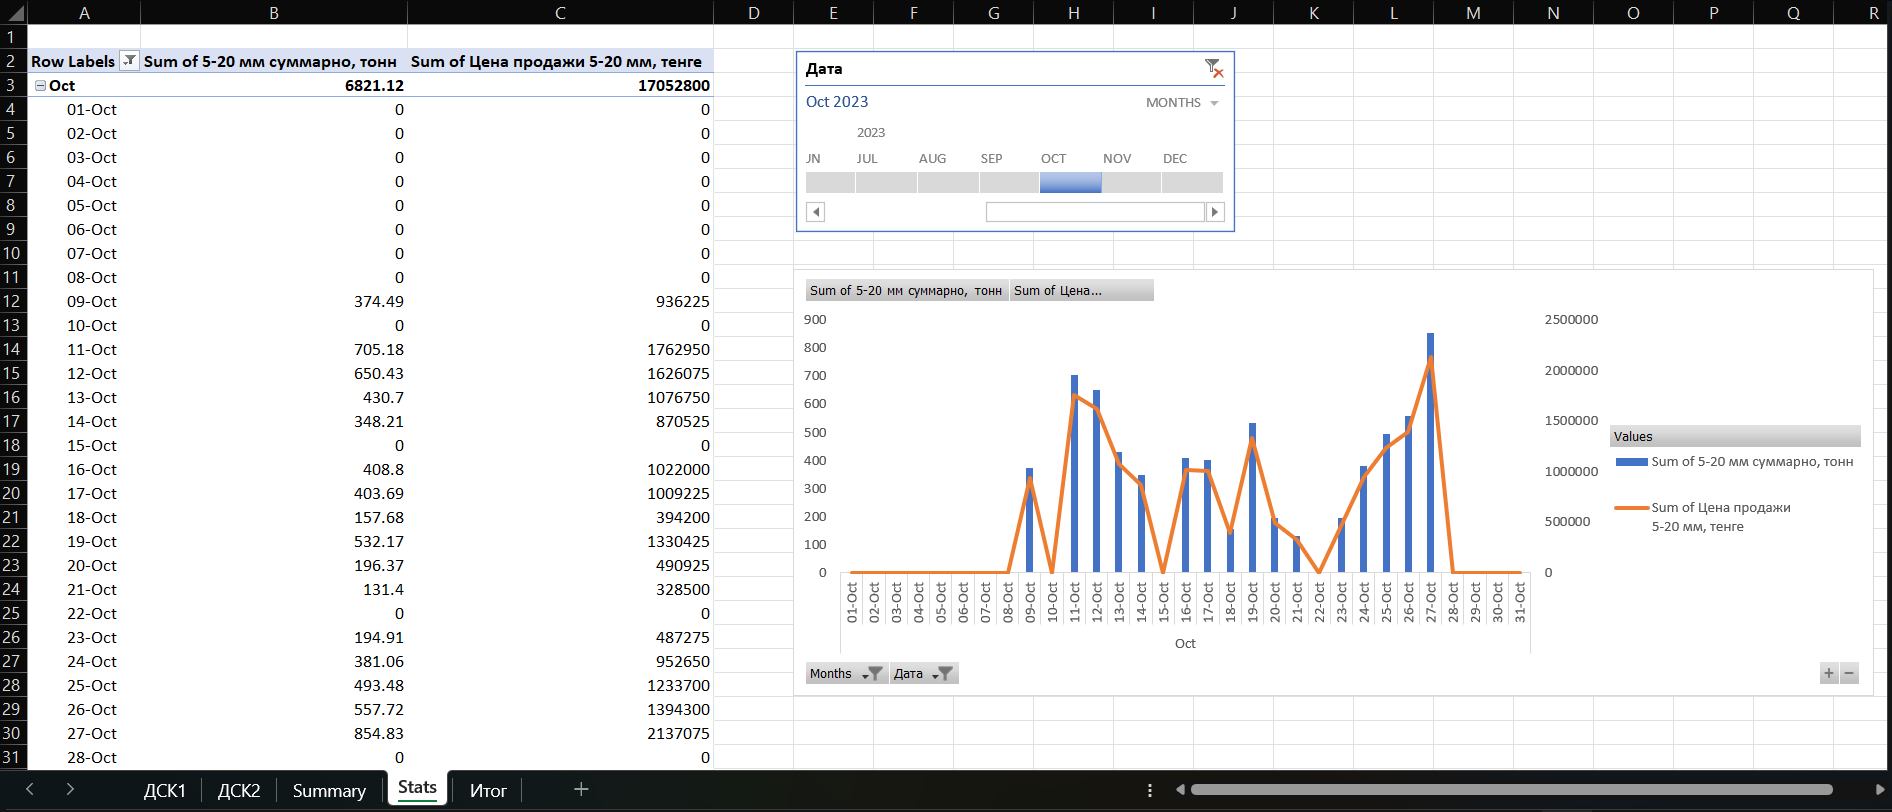 A B C D E F G H I J K L M N O P Q R
1
2 Row Labels Sum of 5-20 мм суммарно, тонн Sum of Цена продажи 5-20 мм, тенге
3 Oct 6821.12 17052800
4 01-Oct 0 0
5 02-Oct 0 0
6 03-Oct 0 0
7 04-Oct 0 0
8 05-Oct 0 0
9 06-Oct 0 0
10 07-Oct 0 0
11 08-Oct 0 0
12 09-Oct 374.49 936225
13 10-Oct 0 0
14 11-Oct 705.18 1762950
15 12-Oct 650.43 1626075
16 13-Oct 430.7 1076750
17 14-Oct 348.21 870525
18 15-Oct 0 0
19 16-Oct 408.8 1022000
20 17-Oct 403.69 1009225
21 18-Oct 157.68 394200
22 19-Oct 532.17 1330425
23 20-Oct 196.37 490925
24 21-Oct 131.4 328500
25 22-Oct 0 0
26 23-Oct 194.91 487275
27 24-Oct 381.06 952650
28 25-Oct 493.48 1233700
29 26-Oct 557.72 1394300
30 27-Oct 854.83 2137075
31 28-Oct 0 0
Дата
Oct 2023 MONTHS
2023
JN JUL AUG SEP OCT NOV DEC
Sum of 5-20 мм суммарно, тонн Sum of Цена...
900
800
700
600
500
400
300
200
100
0
2500000
2000000
1500000
1000000
500000
0
01-Oct 02-Oct 03-Oct 04-Oct 05-Oct 06-Oct 07-Oct 08-Oct 09-Oct 10-Oct 11-Oct 12-Oct 13-Oct 14-Oct 15-Oct 16-Oct 17-Oct 18-Oct 19-Oct 20-Oct 21-Oct 22-Oct 23-Oct 24-Oct 25-Oct 26-Oct 27-Oct 28-Oct 29-Oct 30-Oct 31-Oct
Oct
Values
Sum of 5-20 мм суммарно, тонн
Sum of Цена продажи
5-20 мм, тенге
Months Дата
ДСК1 ДСК2 Summary Stats Итог